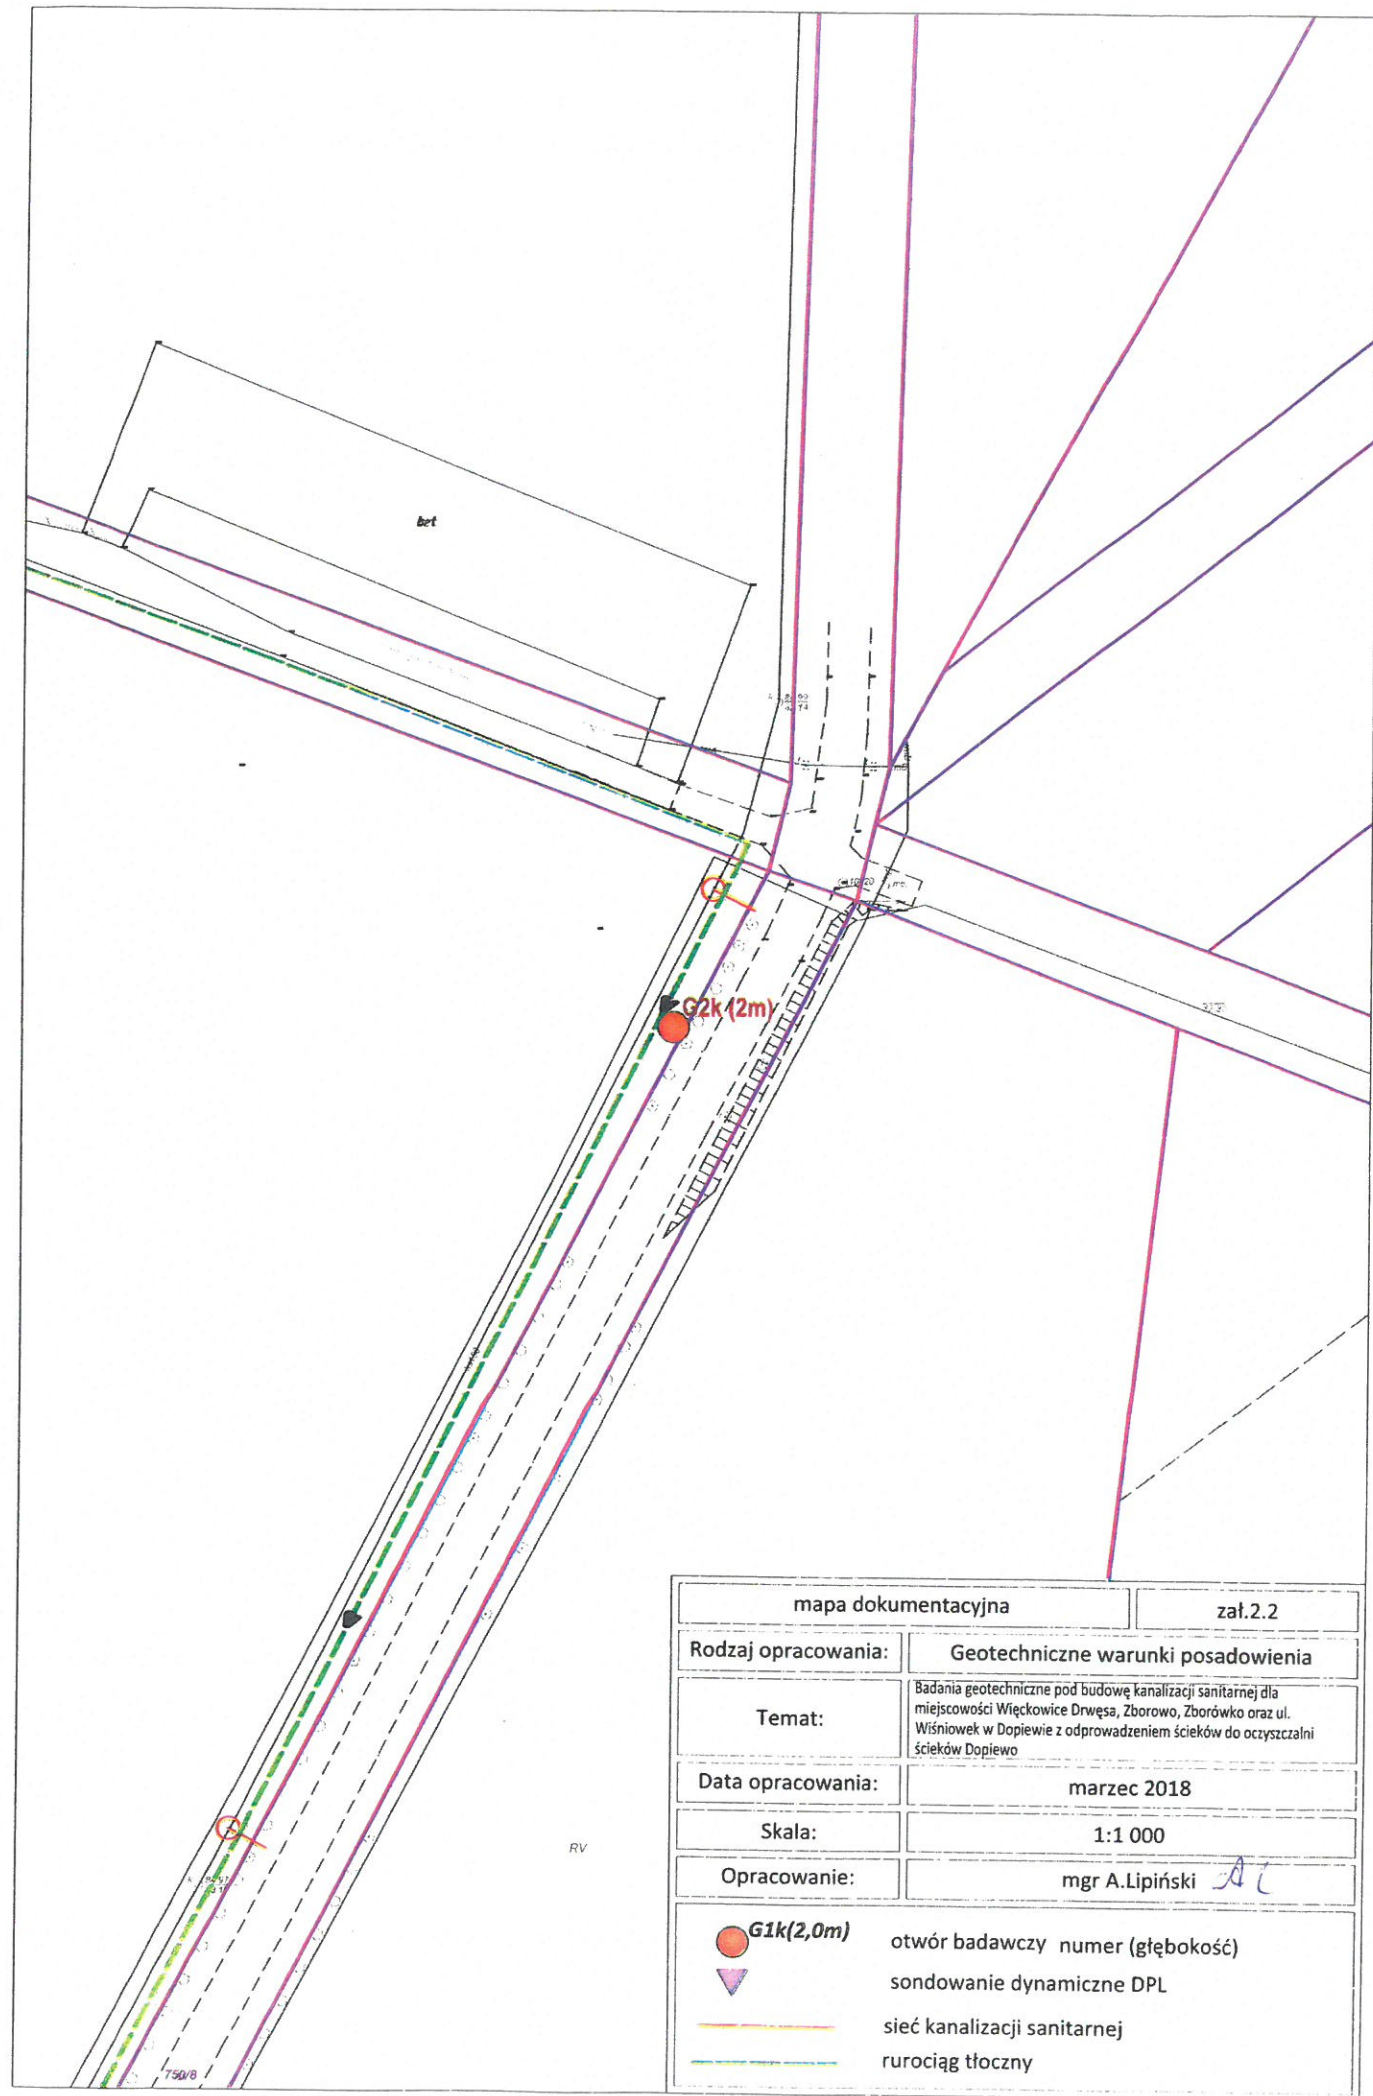 bzt
G2k (2m)
RV
750/8
mapa dokumentacyjna
zał.2.2
Rodzaj opracowania:
Geotechniczne warunki posadowienia
Temat:
Badania geotechniczne pod budowę kanalizacji sanitarnej dla
miejscowości Więckowice Drwęsa, Zborowo, Zborówko oraz ul.
Wiśniowek w Dopiewie z odprowadzeniem ścieków do oczyszczalni
ścieków Dopiewo
Data opracowania:
marzec 2018
Skala:
1:1 000
Opracowanie:
mgr A.Lipiński
G1k(2,0m)
otwór badawczy numer (głębokość)
sondowanie dynamiczne DPL
sieć kanalizacji sanitarnej
rurociąg tłoczny